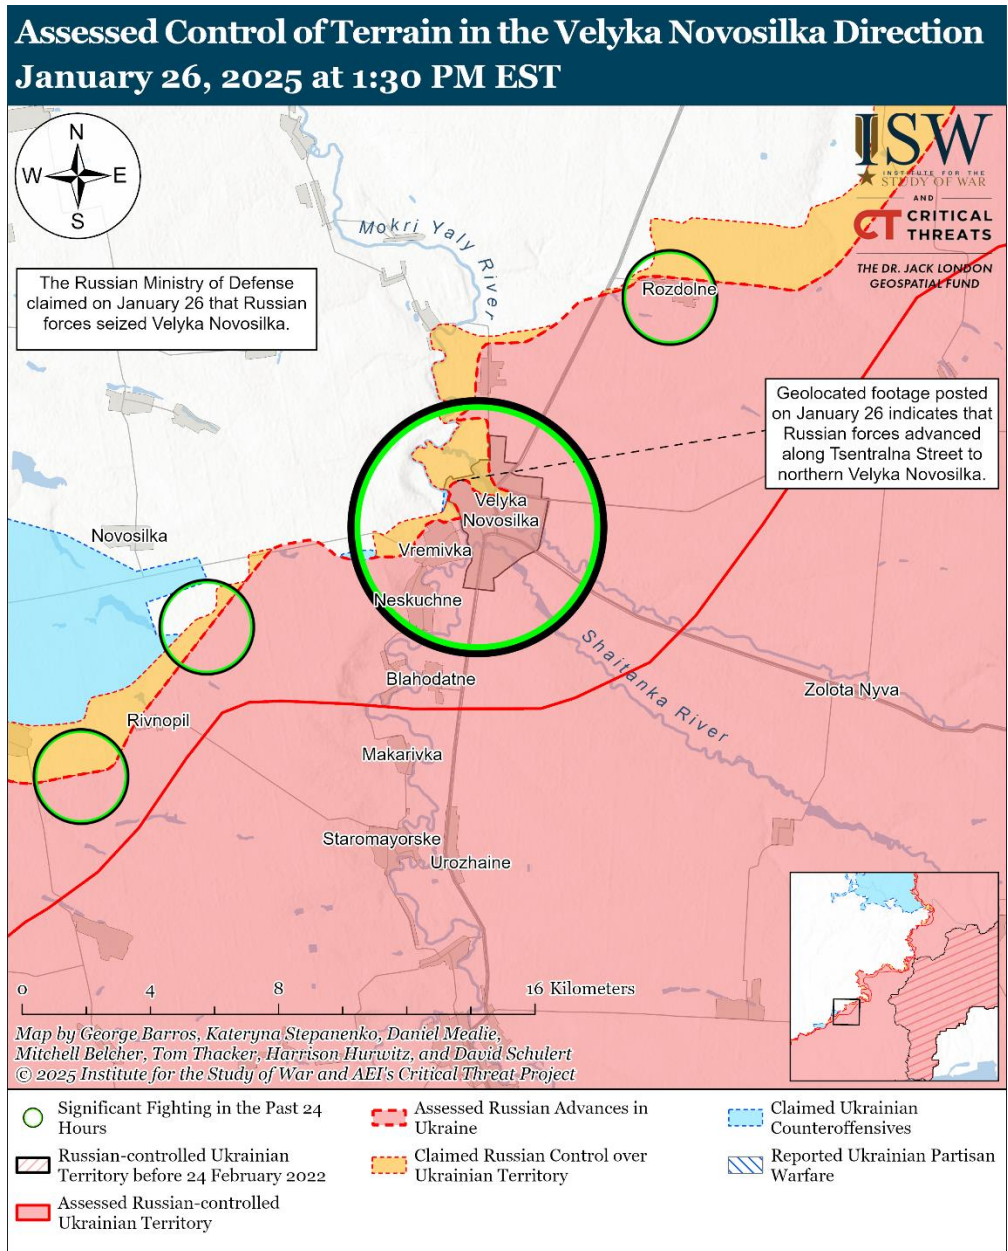 Assessed Control of Terrain in the Velyka Novosilka Direction
January 26, 2025 at 1:30 PM EST
N
W
E
S
ISW
INSTITUTE FOR THE
STUDY OF WAR
AND
CT CRITICAL
THREATS
THE DR. JACK LONDON
GEOSPATIAL FUND
Mokri Yaly River
The Russian Ministry of Defense
claimed on January 26 that Russian
forces seized Velyka Novosilka.
Rozdolne
Geolocated footage posted
on January 26 indicates that
Russian forces advanced
along Tsentralna Street to
northern Velyka Novosilka.
Velyka
Novosilka
Novosilka
Vremivka
Neskuchne
Shaitanka River
Blahodatne
Zolota Nyva
Rivnopil
Makarivka
Staromayorske
Urozhaine
0 4 8 16 Kilometers
Map by George Barros, Kateryna Stepanenko, Daniel Mealie,
Mitchell Belcher, Tom Thacker, Harrison Hurwitz, and David Schulert
© 2025 Institute for the Study of War and AEI's Critical Threat Project
Significant Fighting in the Past 24
Hours
Russian-controlled Ukrainian
Territory before 24 February 2022
Assessed Russian-controlled
Ukrainian Territory
Assessed Russian Advances in
Ukraine
Claimed Russian Control over
Ukrainian Territory
Claimed Ukrainian
Counteroffensives
Reported Ukrainian Partisan
Warfare